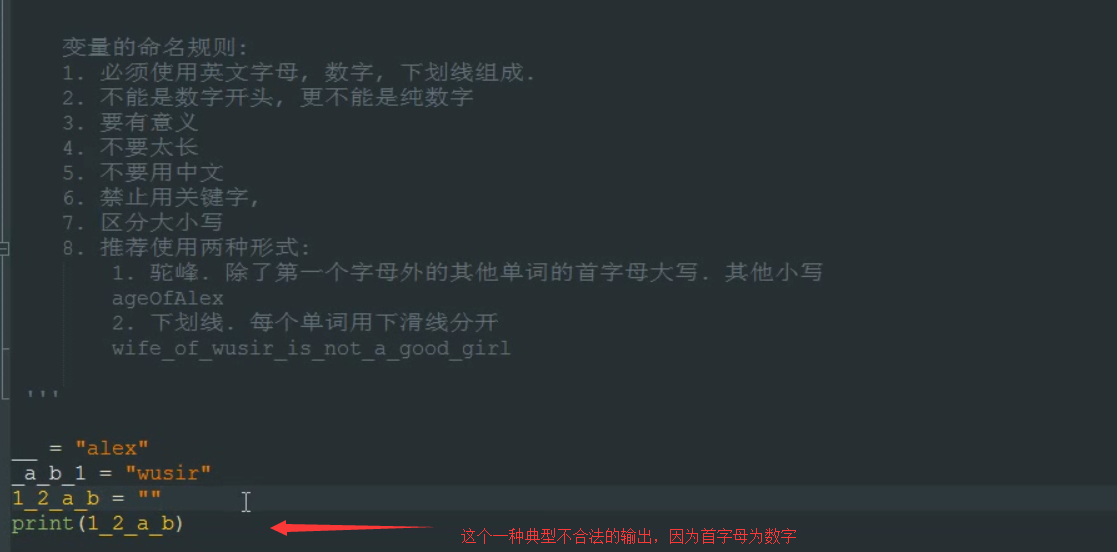 变量的命名规则:
1. 必须使用英文字母, 数字, 下划线组成.
2. 不能是数字开头, 更不能是纯数字
3. 要有意义
4. 不要太长
5. 不要用中文
6. 禁止用关键字,
7. 区分大小写
8. 推荐使用两种形式:
1. 驼峰. 除了第一个字母外的其他单词的首字母大写. 其他小写
ageOfAlex
2. 下划线. 每个单词用下滑线分开
wife_of_wusir_is_not_a_good_girl
'''
__ = "alex"
_a_b_1 = "wusir"
1_2_a_b = ""
print(1_2_a_b)
这个一种典型不合法的输出，因为首字母为数字